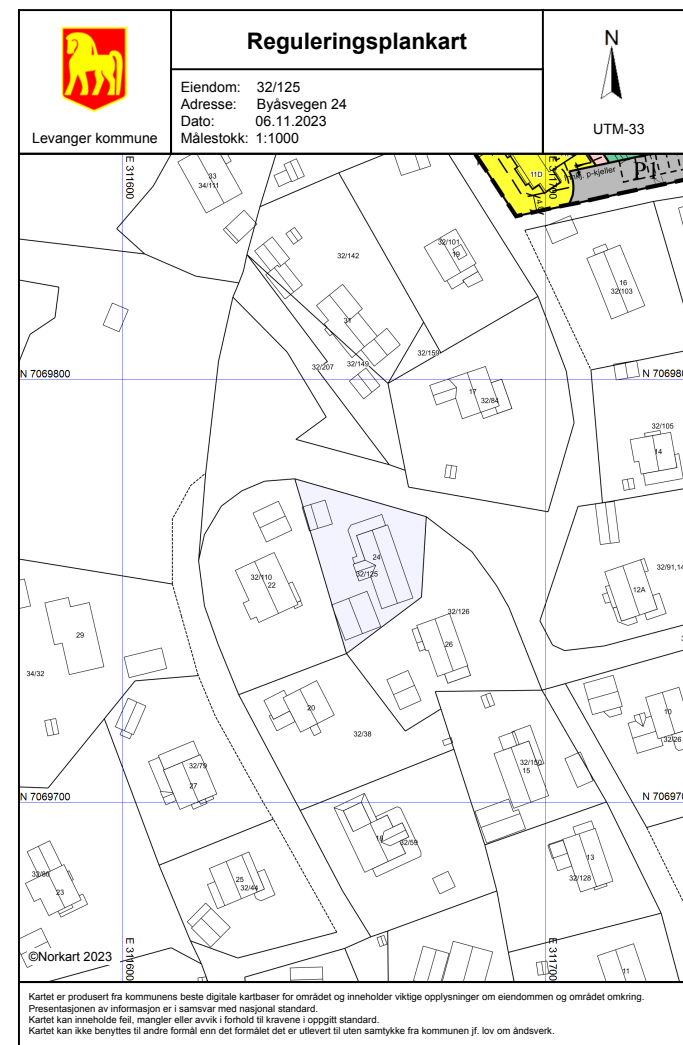 Reguleringsplankart
Eiendom: 32/125
Adresse: Byåsvegen 24
Dato: 06.11.2023
Målestokk: 1:1000
Levanger kommune
N
UTM-33
E 311600
E 311700
33
34/111
11D
p-kjeller
P1
32/142
32/101
19
16
32/103
31
32/207
32/149
32/159
N 7069800
N 706980
17
32/84
32/105
14
24
32/125
32/110
22
32/91,14
12A
32/126
26
29
34/32
20
32/38
10
32/26
32/79
27
32/150
15
N 7069700
N 706970
18
32/59
13
32/128
25
32/44
32/80
23
11
E 311600
E 311700
©Norkart 2023
Kartet er produsert fra kommunens beste digitale kartbaser for området og inneholder viktige opplysninger om eiendommen og området omkring.
Presentasjonen av informasjon er i samsvar med nasjonal standard.
Kartet kan inneholde feil, mangler eller avvik i forhold til kravene i oppgitt standard.
Kartet kan ikke benyttes til andre formål enn det formålet det er utlevert til uten samtykke fra kommunen jf. lov om åndsverk.